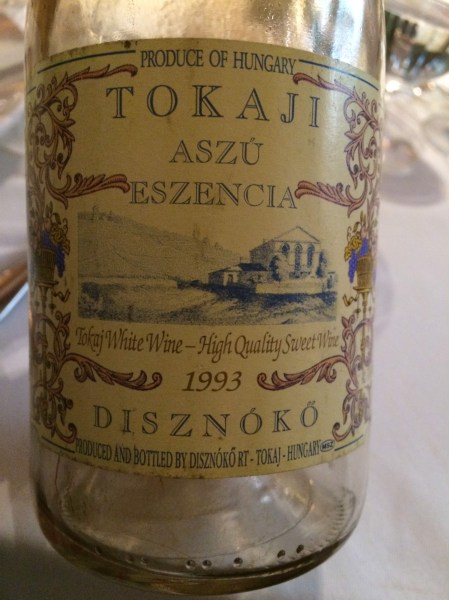 PRODUCE OF HUNGARY
TOKAJI
ASZÚ
ESZENCIA
Tokaj White Wine – High Quality Sweet Wine
1993
DISZNÓKŐ
PRODUCED AND BOTTLED BY DISZNÓKŐ RT - TOKAJ - HUNGARY